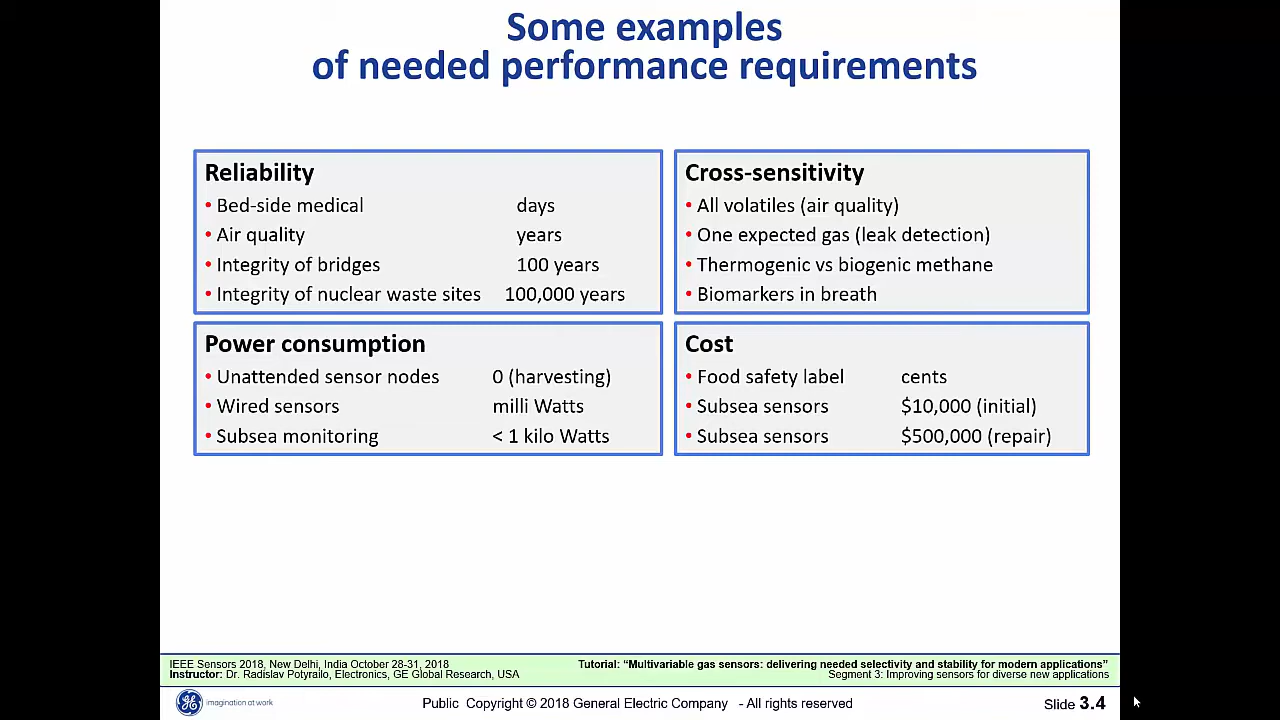 Some examples
of needed performance requirements
Reliability
• Bed-side medical days
• Air quality years
• Integrity of bridges 100 years
• Integrity of nuclear waste sites 100,000 years
Cross-sensitivity
• All volatiles (air quality)
• One expected gas (leak detection)
• Thermogenic vs biogenic methane
• Biomarkers in breath
Power consumption
• Unattended sensor nodes 0 (harvesting)
• Wired sensors milli Watts
• Subsea monitoring < 1 kilo Watts
Cost
• Food safety label cents
• Subsea sensors $10,000 (initial)
• Subsea sensors $500,000 (repair)
IEEE Sensors 2018, New Delhi, India October 28-31, 2018
Instructor: Dr. Radislav Potyrailo, Electronics, GE Global Research, USA
Tutorial: “Multivariable gas sensors: delivering needed selectivity and stability for modern applications”
Segment 3: Improving sensors for diverse new applications
GE imagination at work
Public Copyright © 2018 General Electric Company - All rights reserved
Slide 3.4